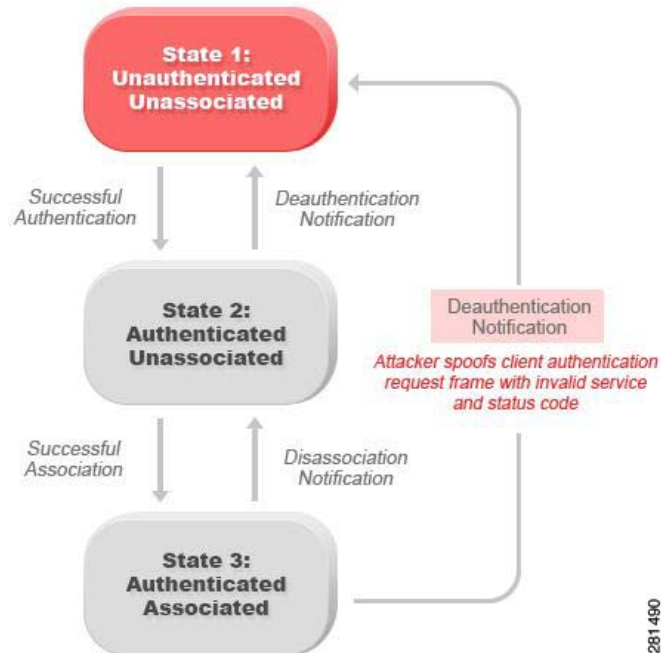 State 1:
Unauthenticated
Unassociated
Successful
Authentication
Deauthentication
Notification
State 2:
Authenticated
Unassociated
Deauthentication
Notification
Attacker spoofs client authentication
request frame with invalid service
and status code
Successful
Association
Disassociation
Notification
State 3:
Authenticated
Associated
281490